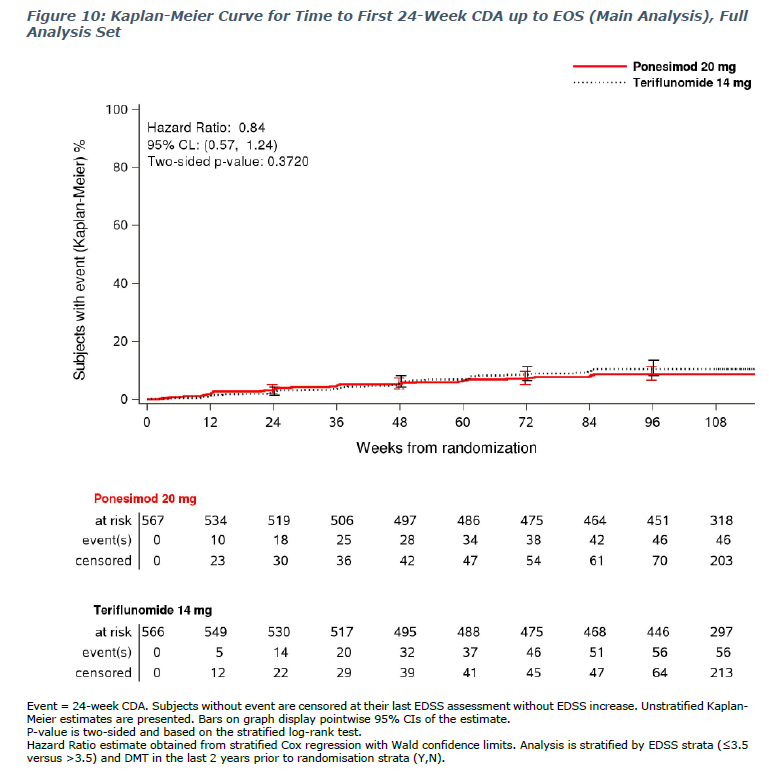 Figure 10: Kaplan-Meier Curve for Time to First 24-Week CDA up to EOS (Main Analysis), Full
Analysis Set
Ponesimod 20 mg
Teriflunomide 14 mg
Hazard Ratio: 0.84
95% CL: (0.57, 1.24)
Two-sided p-value: 0.3720
Subjects with event (Kaplan-Meier) %
100
80
60
40
20
0
0 12 24 36 48 60 72 84 96 108
Weeks from randomization
Ponesimod 20 mg
at risk 567 534 519 506 497 486 475 464 451 318
event(s) 0 10 18 25 28 34 38 42 46 46
censored 0 23 30 36 42 47 54 61 70 203
Teriflunomide 14 mg
at risk 566 549 530 517 495 488 475 468 446 297
event(s) 0 5 14 20 32 37 46 51 56 56
censored 0 12 22 29 39 41 45 47 64 213
Event = 24-week CDA. Subjects without event are censored at their last EDSS assessment without EDSS increase. Unstratified Kaplan-
Meier estimates are presented. Bars on graph display pointwise 95% CIs of the estimate.
P-value is two-sided and based on the stratified log-rank test.
Hazard Ratio estimate obtained from stratified Cox regression with Wald confidence limits. Analysis is stratified by EDSS strata (≤3.5
versus >3.5) and DMT in the last 2 years prior to randomisation strata (Y,N).